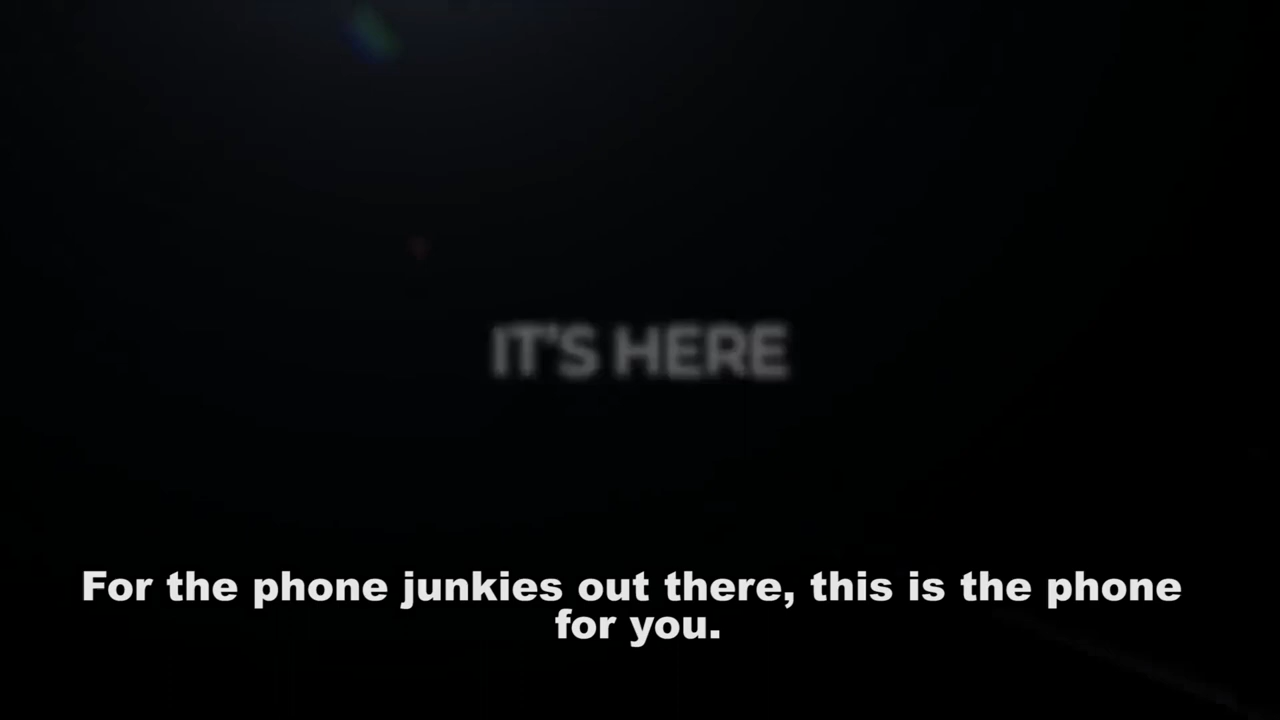 IT'S HERE
For the phone junkies out there, this is the phone
for you.